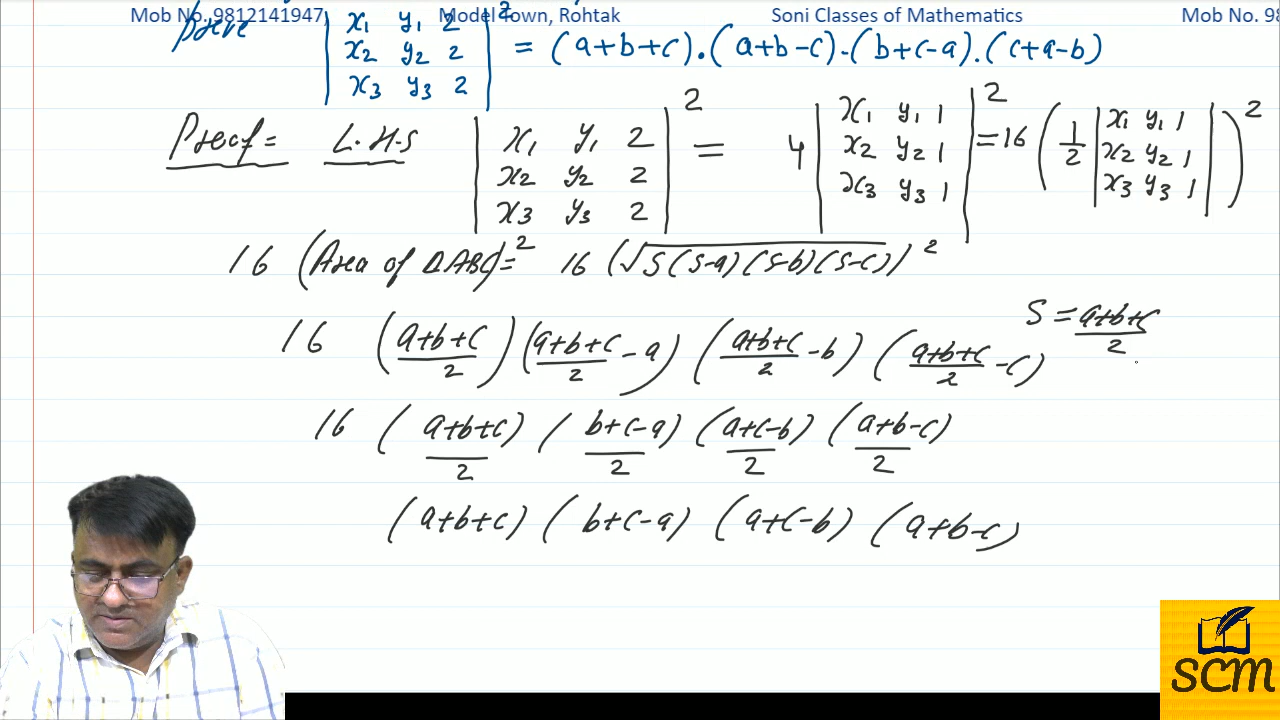 Mob No. 9812141947 Model Town, Rohtak Soni Classes of Mathematics Mob No. 98
Prove | x₁ y₁ 2 |²
| x₂ y₂ 2 | = (a+b+c).(a+b-c).(b+c-a).(c+a-b)
| x₃ y₃ 2 |
Proof = L.H.S | x₁ y₁ 2 |² = 4 | x₁ y₁ 1 |² = 16 ( 1/2 | x₁ y₁ 1 | )²
| x₂ y₂ 2 | | x₂ y₂ 1 | | x₂ y₂ 1 |
| x₃ y₃ 2 | | x₃ y₃ 1 | | x₃ y₃ 1 |
16 (Area of ΔABC)² = 16 (√S(S-a)(S-b)(S-c))²
S = a+b+c/2
16 (a+b+c/2) (a+b+c/2 - a) (a+b+c/2 - b) (a+b+c/2 - c)
16 (a+b+c)/2 (b+c-a)/2 (a+c-b)/2 (a+b-c)/2
(a+b+c) (b+c-a) (a+c-b) (a+b-c)
SCM